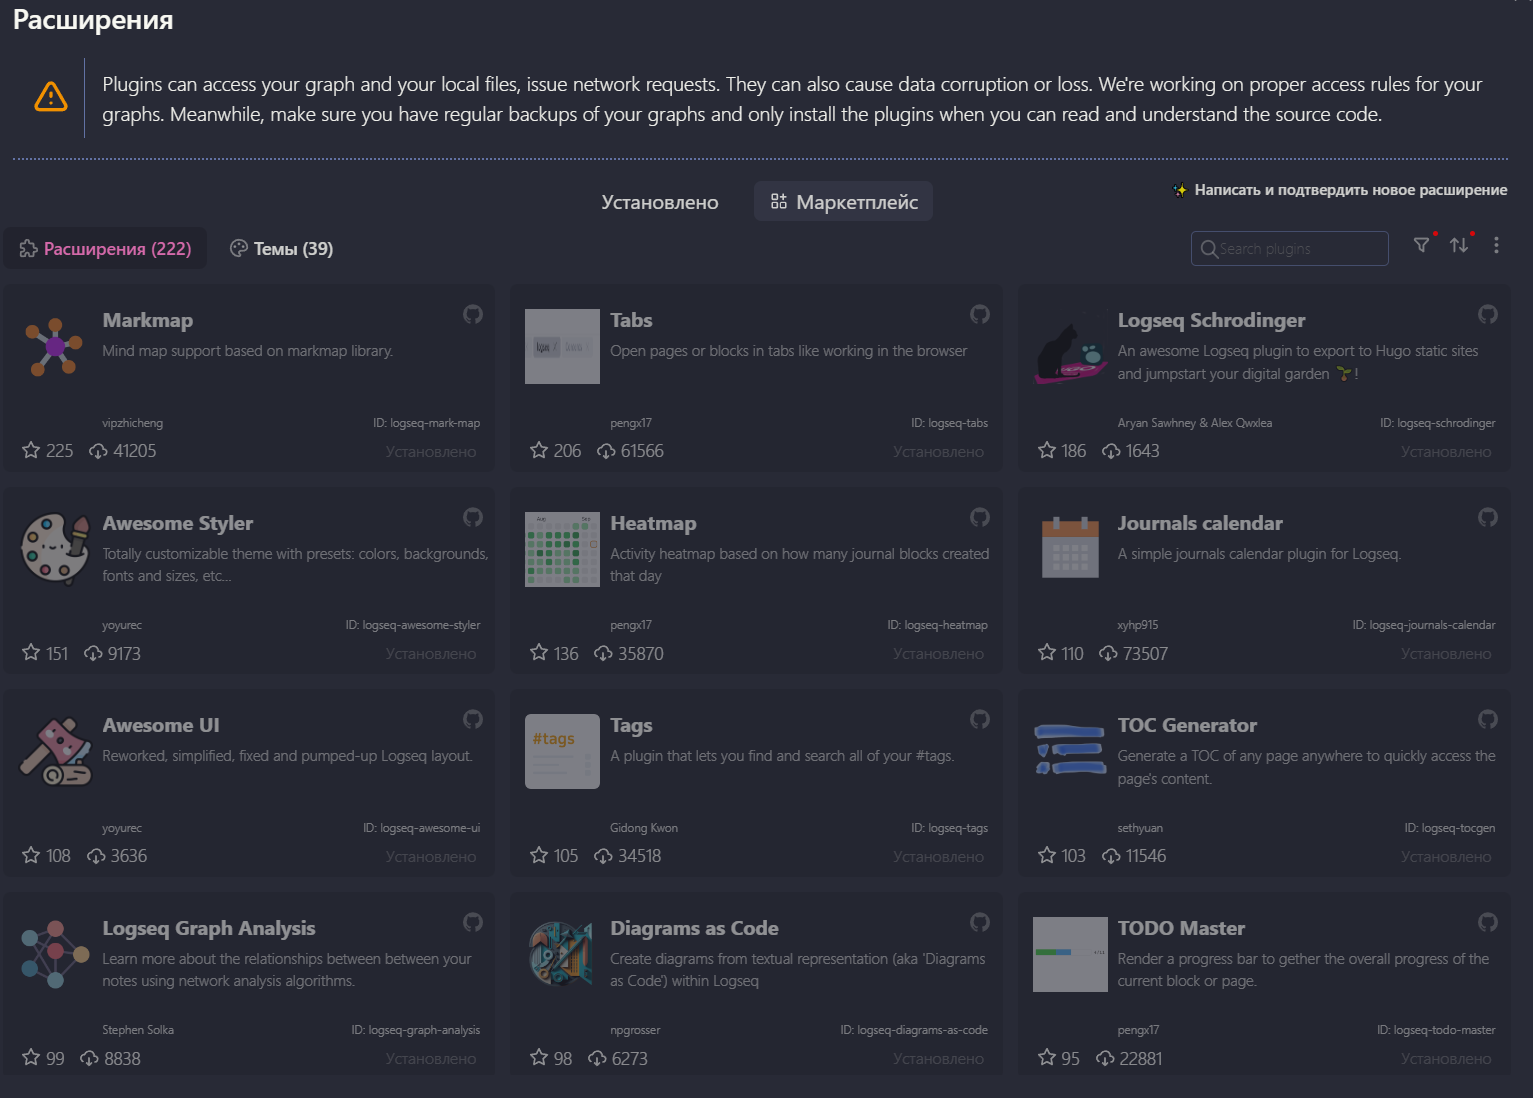 Расширения
Plugins can access your graph and your local files, issue network requests. They can also cause data corruption or loss. We're working on proper access rules for your
graphs. Meanwhile, make sure you have regular backups of your graphs and only install the plugins when you can read and understand the source code.
Установлено
Маркетплейс
Написать и подтвердить новое расширение
Расширения (222)
Темы (39)
Search plugins
Markmap
Mind map support based on markmap library.
vipzhicheng
ID: logseq-mark-map
225
41205
Установлено
Tabs
Open pages or blocks in tabs like working in the browser
pengx17
ID: logseq-tabs
206
61566
Установлено
Logseq Schrodinger
An awesome Logseq plugin to export to Hugo static sites
and jumpstart your digital garden 🌱!
Aryan Sawhney & Alex Qwxlea
ID: logseq-schrodinger
186
1643
Установлено
Awesome Styler
Totally customizable theme with presets: colors, backgrounds,
fonts and sizes, etc...
yoyurec
ID: logseq-awesome-styler
151
9173
Установлено
Aug
Sep
Heatmap
Activity heatmap based on how many journal blocks created
that day
pengx17
ID: logseq-heatmap
136
35870
Установлено
Journals calendar
A simple journals calendar plugin for Logseq.
xyhp915
ID: logseq-journals-calendar
110
73507
Установлено
Awesome UI
Reworked, simplified, fixed and pumped-up Logseq layout.
yoyurec
ID: logseq-awesome-ui
108
3636
Установлено
#tags
Tags
A plugin that lets you find and search all of your #tags.
Gidong Kwon
ID: logseq-tags
105
34518
Установлено
TOC Generator
Generate a TOC of any page anywhere to quickly access the
page's content.
sethyuan
ID: logseq-tocgen
103
11546
Установлено
Logseq Graph Analysis
Learn more about the relationships between between your
notes using network analysis algorithms.
Stephen Solka
ID: logseq-graph-analysis
99
8838
Установлено
Diagrams as Code
Create diagrams from textual representation (aka 'Diagrams
as Code') within Logseq
npgrosser
ID: logseq-diagrams-as-code
98
6273
Установлено
TODO Master
Render a progress bar to gether the overall progress of the
current block or page.
pengx17
ID: logseq-todo-master
95
22881
Установлено